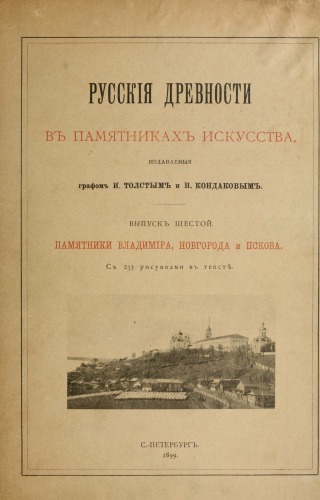 РУССКІЯ ДРЕВНОСТИ
ВЪ ПАМЯТНИКАХЪ ИСКУССТВА,
ИЗДАВАЕМЫЯ
графомъ И. ТОЛСТЫМЪ и Н. КОНДАКОВЫМЪ.
ВЫПУСКЪ ШЕСТОЙ.
ПАМЯТНИКИ ВЛАДИМІРА, НОВГОРОДА и ПСКОВА.
Съ 233 рисунками въ текстѣ.
С.-ПЕТЕРБУРГЪ.
1899.